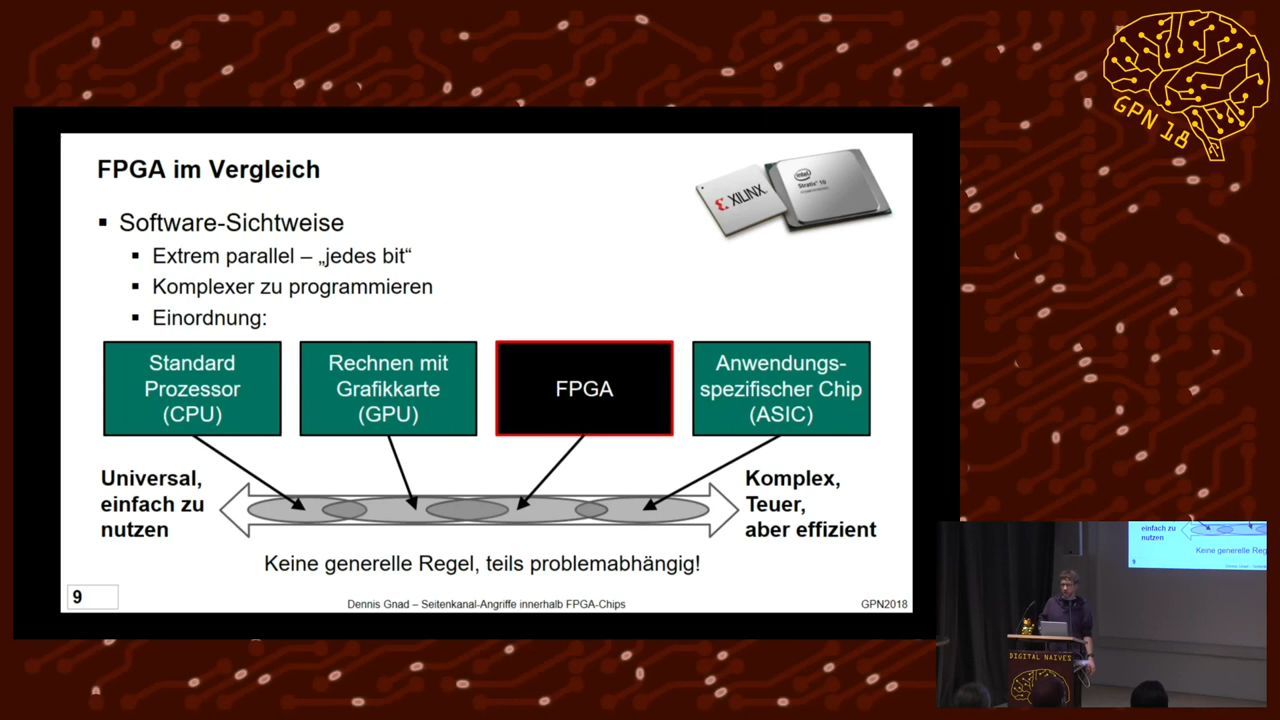 GPN 18
FPGA im Vergleich
XILINX
intel
Stratix 10
Software-Sichtweise
Extrem parallel – „jedes bit“
Komplexer zu programmieren
Einordnung:
Standard
Prozessor
(CPU)
Rechnen mit
Grafikkarte
(GPU)
FPGA
Anwendungs-
spezifischer Chip
(ASIC)
Universal,
einfach zu
nutzen
Komplex,
Teuer,
aber effizient
Keine generelle Regel, teils problemabhängig!
9
Dennis Gnad – Seitenkanal-Angriffe innerhalb FPGA-Chips
GPN2018
einfach zu
nutzen
Keine generelle Reg
DIGITAL NAIVES